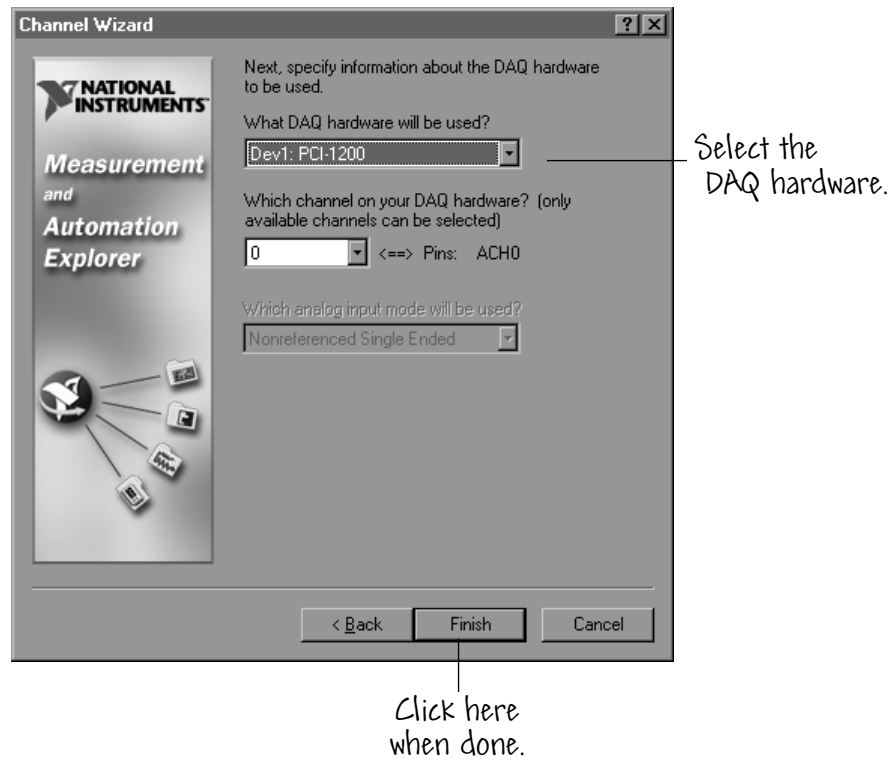 Channel Wizard
NATIONAL
INSTRUMENTS
Measurement
and
Automation
Explorer
Next, specify information about the DAQ hardware
to be used.
What DAQ hardware will be used?
Dev1: PCI-1200
Select the
DAQ hardware.
Which channel on your DAQ hardware? (only
available channels can be selected)
0 <==> Pins: ACH0
Which analog input mode will be used?
Nonreferenced Single Ended
< Back Finish Cancel
Click here
when done.